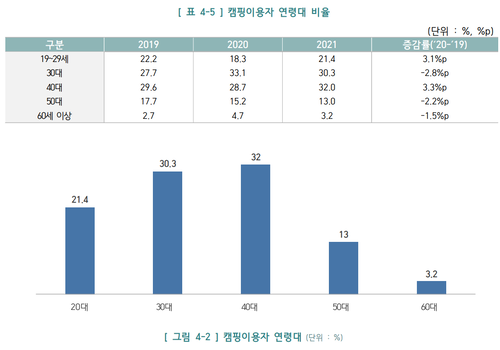 [ 표 4-5 ] 캠핑이용자 연령대 비율
(단위 : %, %p)
구분 2019 2020 2021 증감률('20-'19)
19-29세 22.2 18.3 21.4 3.1%p
30대 27.7 33.1 30.3 -2.8%p
40대 29.6 28.7 32.0 3.3%p
50대 17.7 15.2 13.0 -2.2%p
60세 이상 2.7 4.7 3.2 -1.5%p
21.4 30.3 32 13 3.2
20대 30대 40대 50대 60대
[ 그림 4-2 ] 캠핑이용자 연령대 (단위 : %)